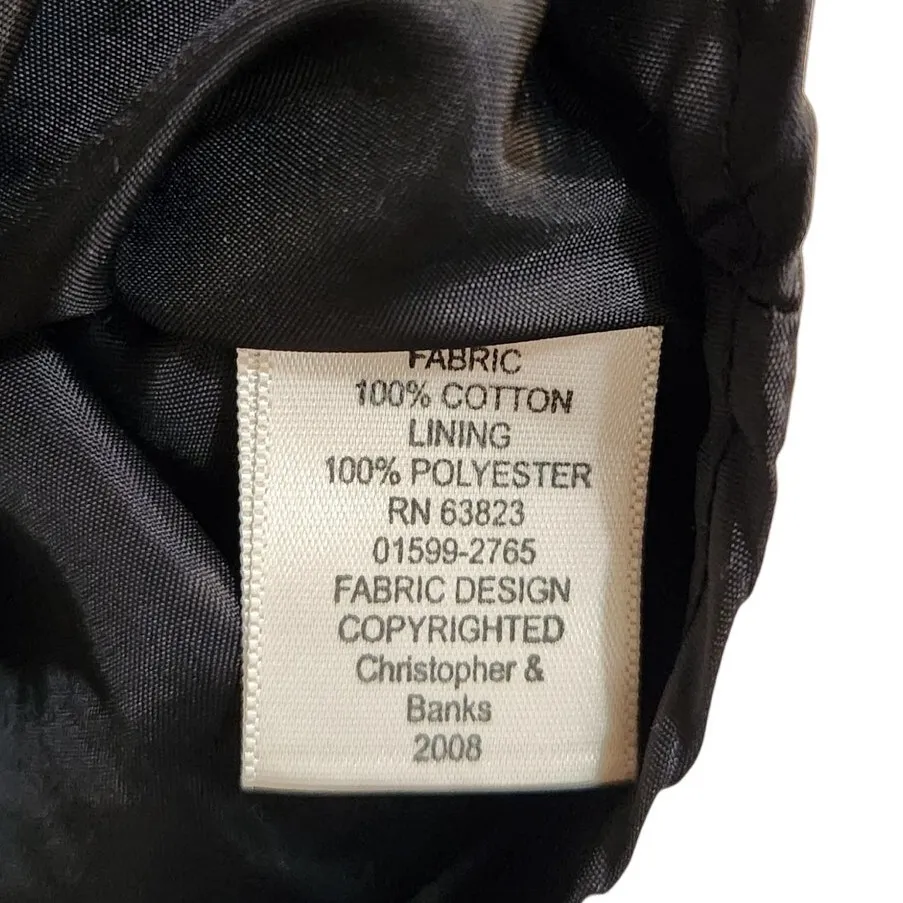 FABRIC
100% COTTON
LINING
100% POLYESTER
RN 63823
01599-2765
FABRIC DESIGN
COPYRIGHTED
Christopher &
Banks
2008